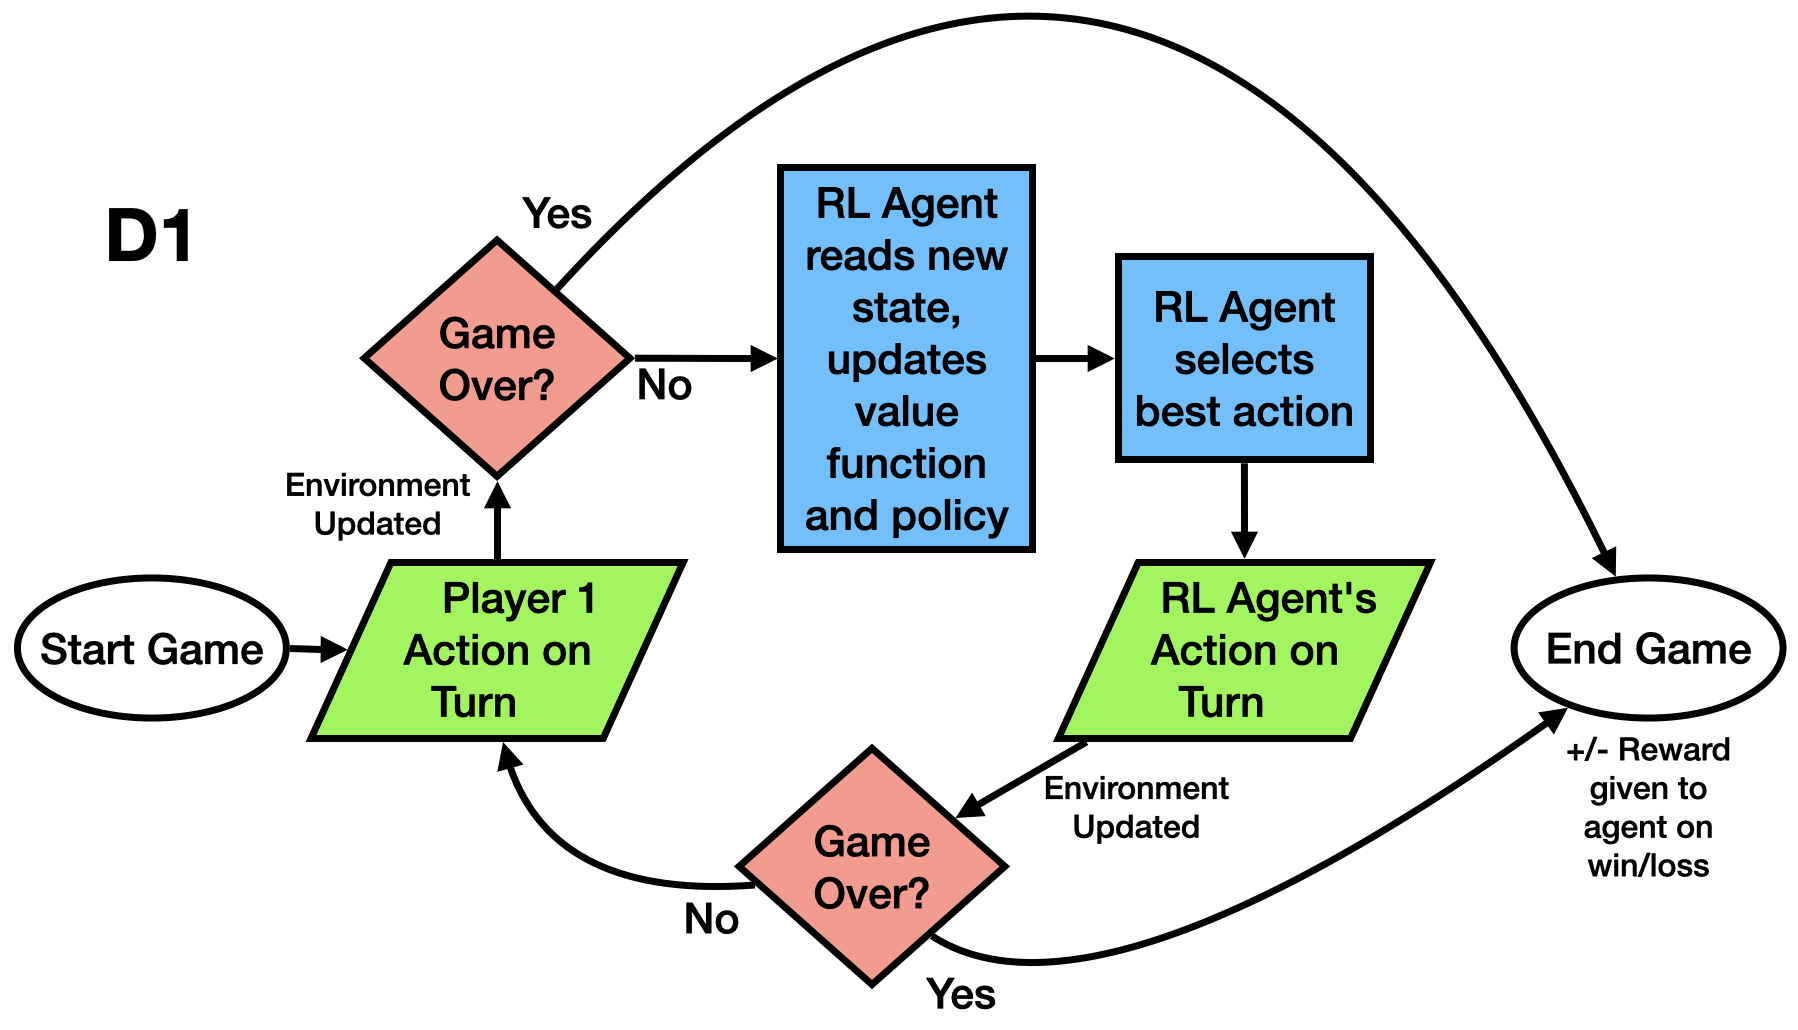 D1
Yes
Game
Over?
No
RL Agent
reads new
state,
updates
value
function
and policy
RL Agent
selects
best action
Environment
Updated
Start Game
Player 1
Action on
Turn
RL Agent's
Action on
Turn
End Game
+/- Reward
given to
agent on
win/loss
Environment
Updated
Game
Over?
No
Yes